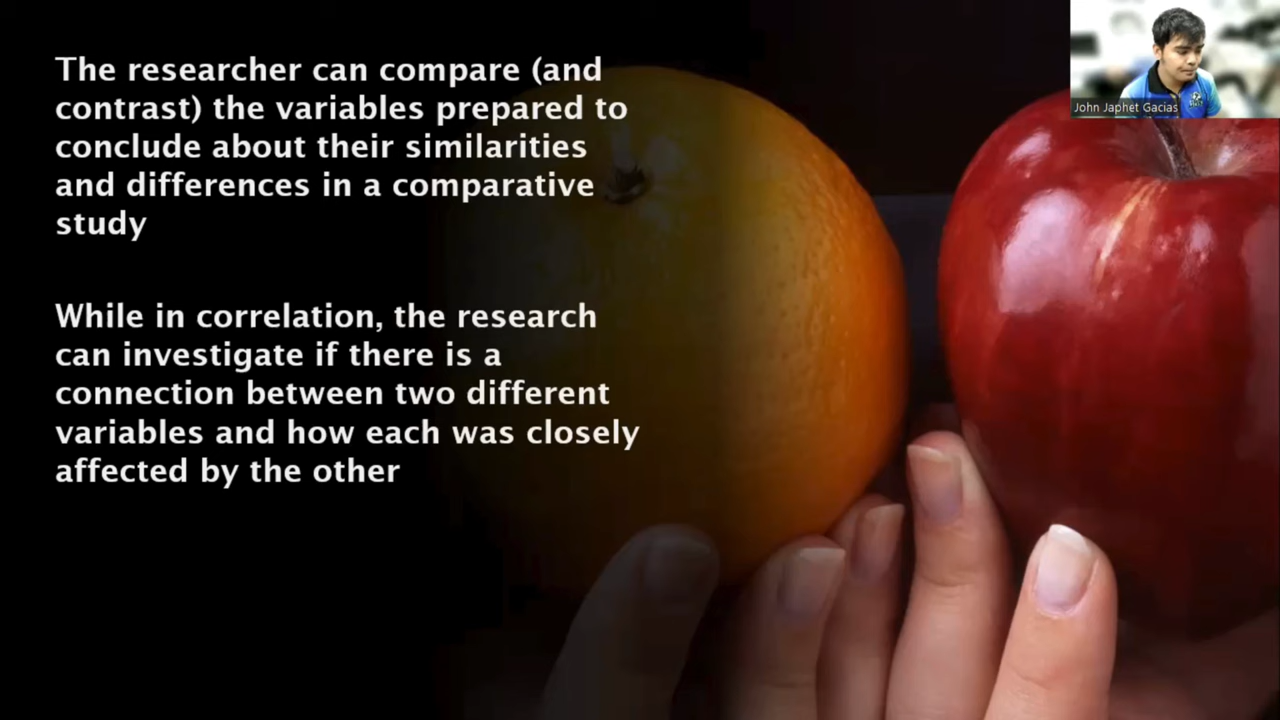 The researcher can compare (and
contrast) the variables prepared to
conclude about their similarities
and differences in a comparative
study
While in correlation, the research
can investigate if there is a
connection between two different
variables and how each was closely
affected by the other
John Japhet Gacias